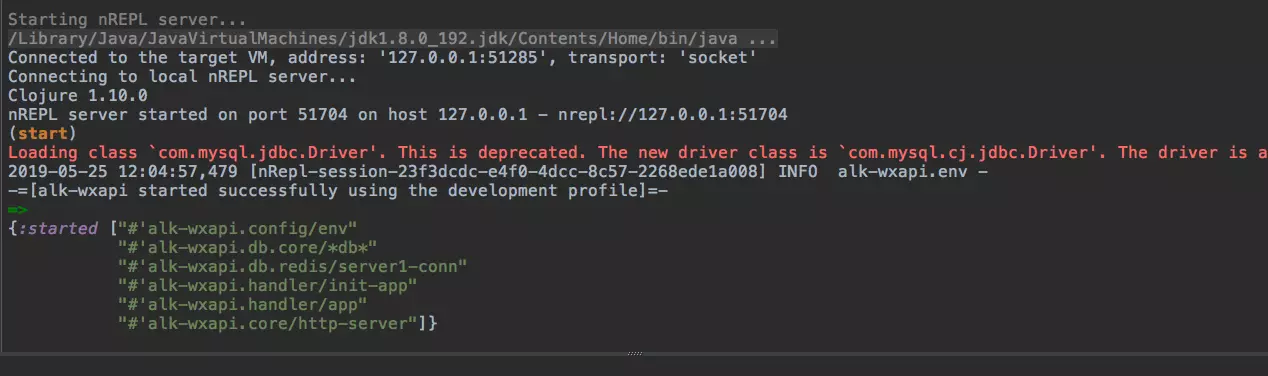 Starting nREPL server...
/Library/Java/JavaVirtualMachines/jdk1.8.0_192.jdk/Contents/Home/bin/java ...
Connected to the target VM, address: '127.0.0.1:51285', transport: 'socket'
Connecting to local nREPL server...
Clojure 1.10.0
nREPL server started on port 51704 on host 127.0.0.1 - nrepl://127.0.0.1:51704
(start)
Loading class `com.mysql.jdbc.Driver'. This is deprecated. The new driver class is `com.mysql.cj.jdbc.Driver'. The driver is a
2019-05-25 12:04:57,479 [nRepl-session-23f3dcdc-e4f0-4dcc-8c57-2268ede1a008] INFO  alk-wxapi.env -
-=[alk-wxapi started successfully using the development profile]=-
=>
{:started ["#'alk-wxapi.config/env"
           "#'alk-wxapi.db.core/*db*"
           "#'alk-wxapi.db.redis/server1-conn"
           "#'alk-wxapi.handler/init-app"
           "#'alk-wxapi.handler/app"
           "#'alk-wxapi.core/http-server"]}